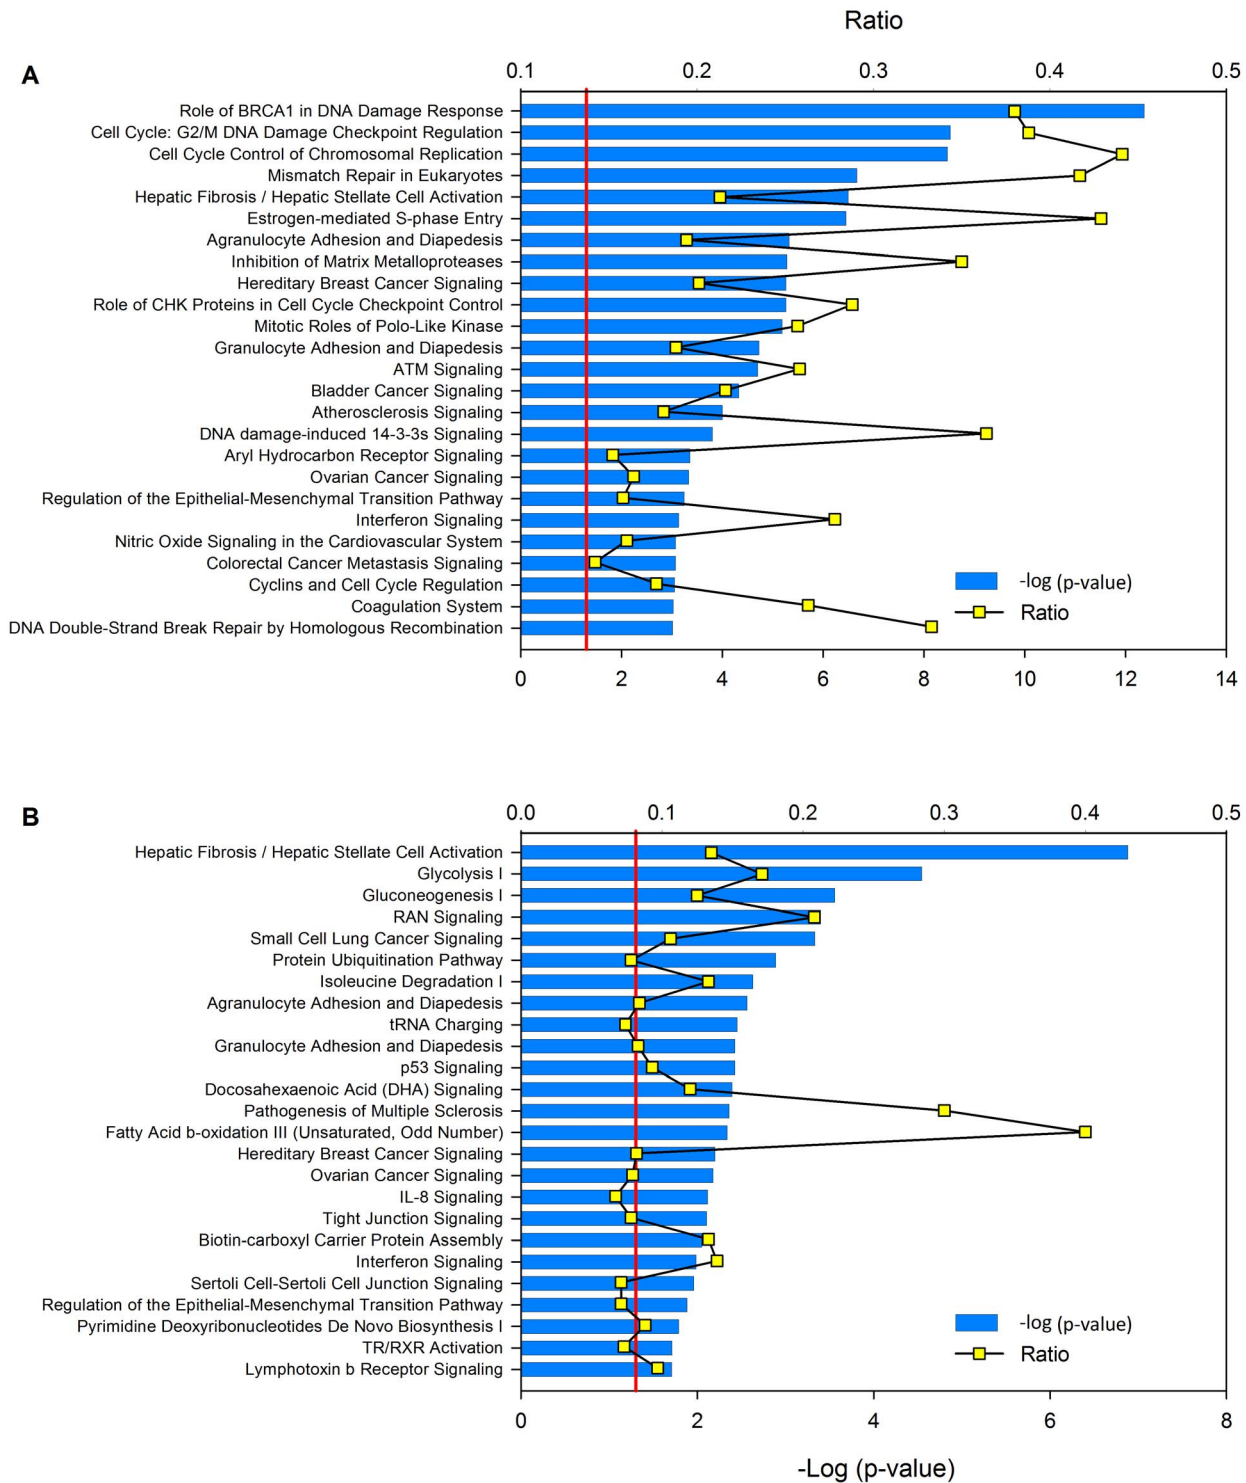 Ratio
A
0.1 0.2 0.3 0.4 0.5
Role of BRCA1 in DNA Damage Response
Cell Cycle: G2/M DNA Damage Checkpoint Regulation
Cell Cycle Control of Chromosomal Replication
Mismatch Repair in Eukaryotes
Hepatic Fibrosis / Hepatic Stellate Cell Activation
Estrogen-mediated S-phase Entry
Agranulocyte Adhesion and Diapedesis
Inhibition of Matrix Metalloproteases
Hereditary Breast Cancer Signaling
Role of CHK Proteins in Cell Cycle Checkpoint Control
Mitotic Roles of Polo-Like Kinase
Granulocyte Adhesion and Diapedesis
ATM Signaling
Bladder Cancer Signaling
Atherosclerosis Signaling
DNA damage-induced 14-3-3s Signaling
Aryl Hydrocarbon Receptor Signaling
Ovarian Cancer Signaling
Regulation of the Epithelial-Mesenchymal Transition Pathway
Interferon Signaling
Nitric Oxide Signaling in the Cardiovascular System
Colorectal Cancer Metastasis Signaling
Cyclins and Cell Cycle Regulation
Coagulation System
DNA Double-Strand Break Repair by Homologous Recombination
-log (p-value)
Ratio
0 2 4 6 8 10 12 14
B
0.0 0.1 0.2 0.3 0.4 0.5
Hepatic Fibrosis / Hepatic Stellate Cell Activation
Glycolysis I
Gluconeogenesis I
RAN Signaling
Small Cell Lung Cancer Signaling
Protein Ubiquitination Pathway
Isoleucine Degradation I
Agranulocyte Adhesion and Diapedesis
tRNA Charging
Granulocyte Adhesion and Diapedesis
p53 Signaling
Docosahexaenoic Acid (DHA) Signaling
Pathogenesis of Multiple Sclerosis
Fatty Acid b-oxidation III (Unsaturated, Odd Number)
Hereditary Breast Cancer Signaling
Ovarian Cancer Signaling
IL-8 Signaling
Tight Junction Signaling
Biotin-carboxyl Carrier Protein Assembly
Interferon Signaling
Sertoli Cell-Sertoli Cell Junction Signaling
Regulation of the Epithelial-Mesenchymal Transition Pathway
Pyrimidine Deoxyribonucleotides De Novo Biosynthesis I
TR/RXR Activation
Lymphotoxin b Receptor Signaling
-log (p-value)
Ratio
0 2 4 6 8
-Log (p-value)